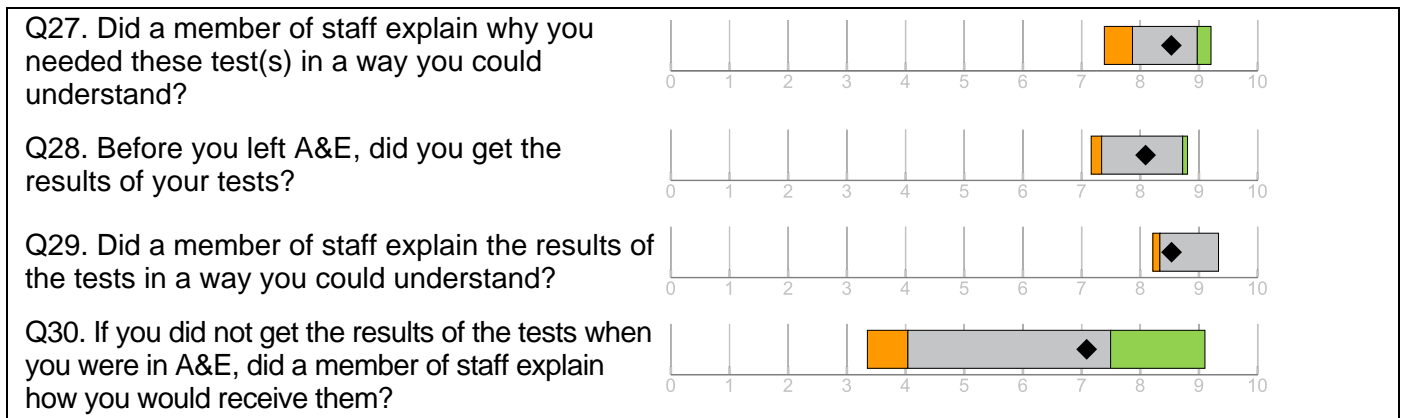 Q27. Did a member of staff explain why you
needed these test(s) in a way you could
understand?
0 1 2 3 4 5 6 7 8 9 10
Q28. Before you left A&E, did you get the
results of your tests?
0 1 2 3 4 5 6 7 8 9 10
Q29. Did a member of staff explain the results of
the tests in a way you could understand?
0 1 2 3 4 5 6 7 8 9 10
Q30. If you did not get the results of the tests when
you were in A&E, did a member of staff explain
how you would receive them?
0 1 2 3 4 5 6 7 8 9 10